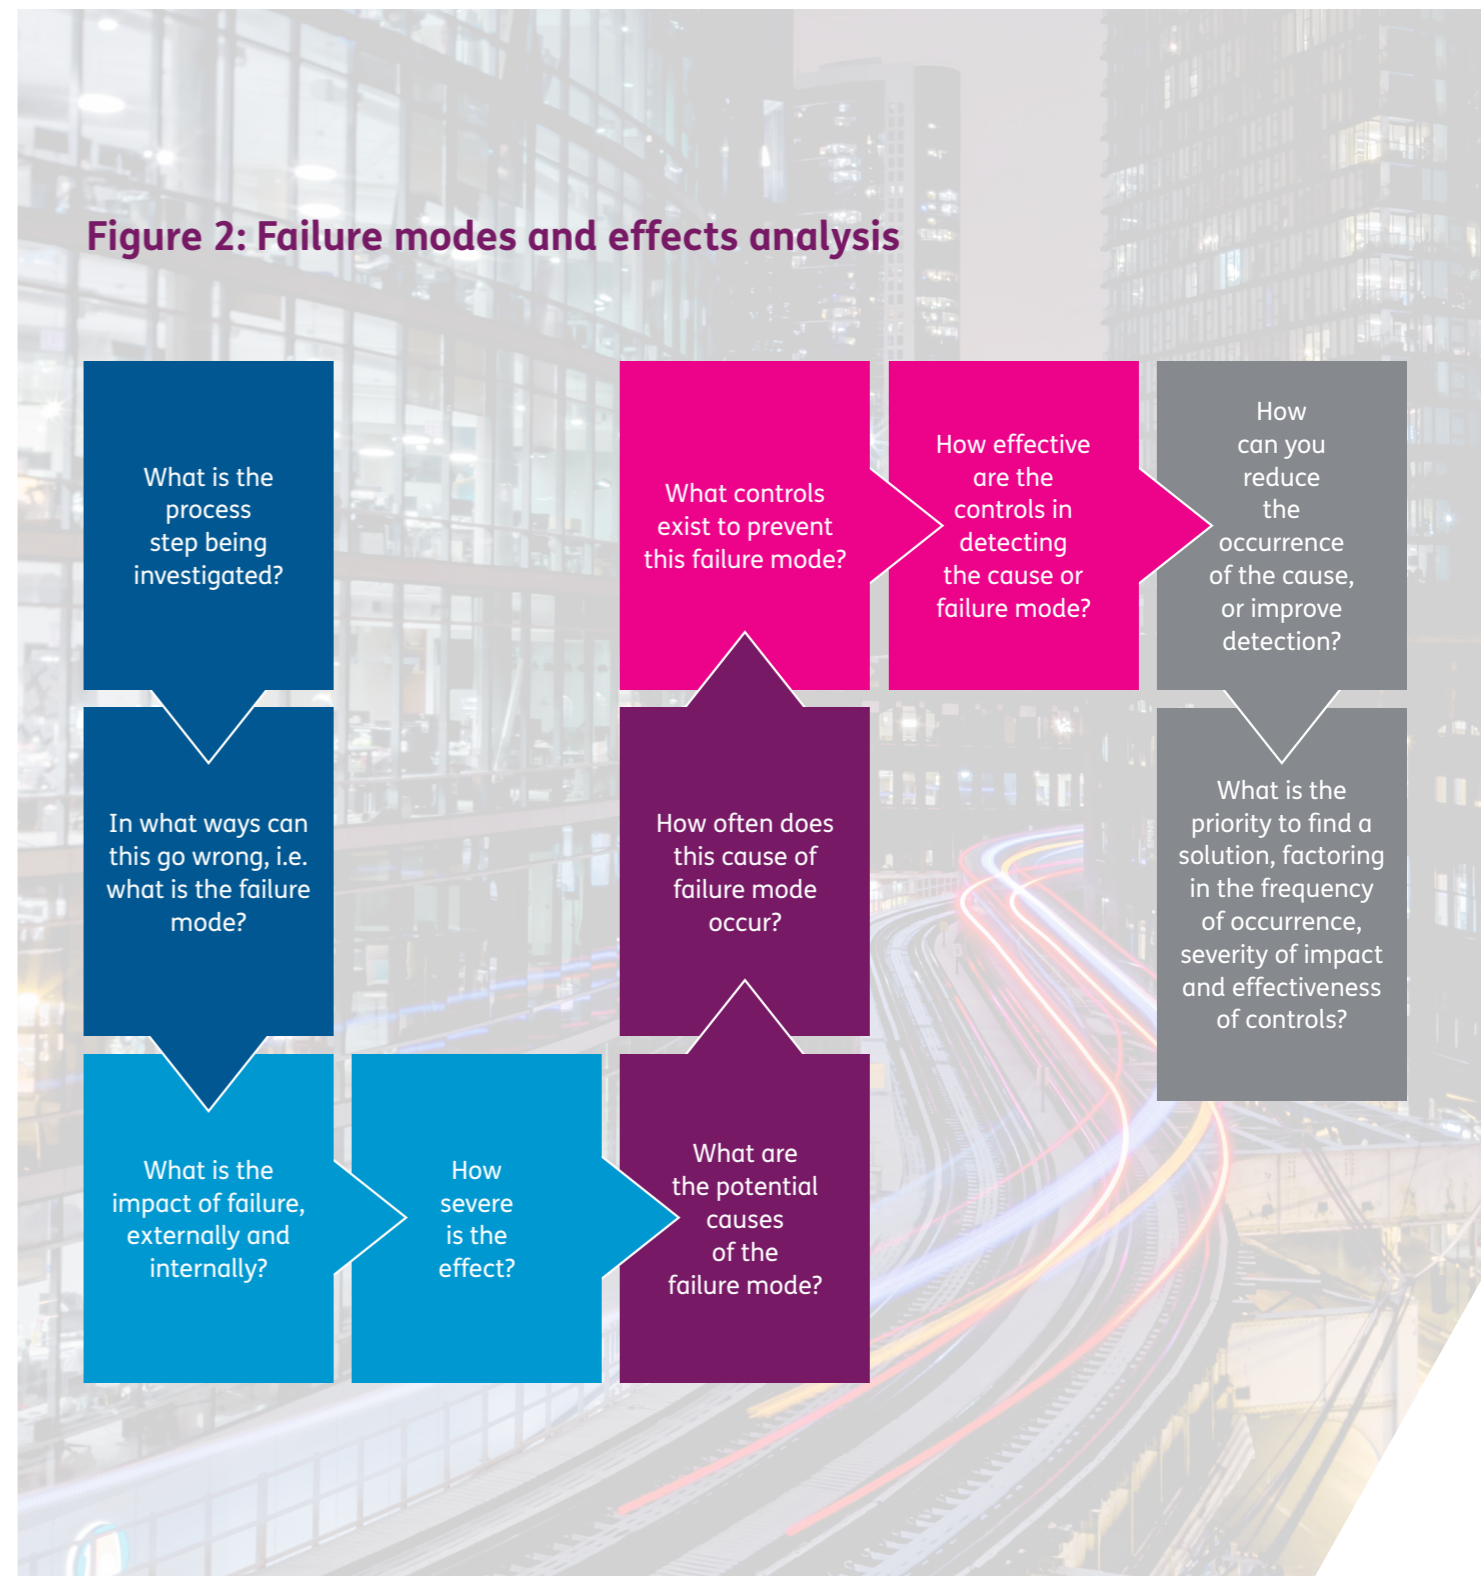 Figure 2: Failure modes and effects analysis
What is the
process
step being
investigated?
In what ways can
this go wrong, i.e.
what is the failure
mode?
What is the
impact of failure,
externally and
internally?
How
severe
is the
effect?
What are
the potential
causes
of the
failure mode?
How often does
this cause of
failure mode
occur?
What controls
exist to prevent
this failure mode?
How effective
are the
controls in
detecting
the cause or
failure mode?
How
can you
reduce
the
occurrence
of the cause,
or improve
detection?
What is the
priority to find a
solution, factoring
in the frequency
of occurrence,
severity of impact
and effectiveness
of controls?